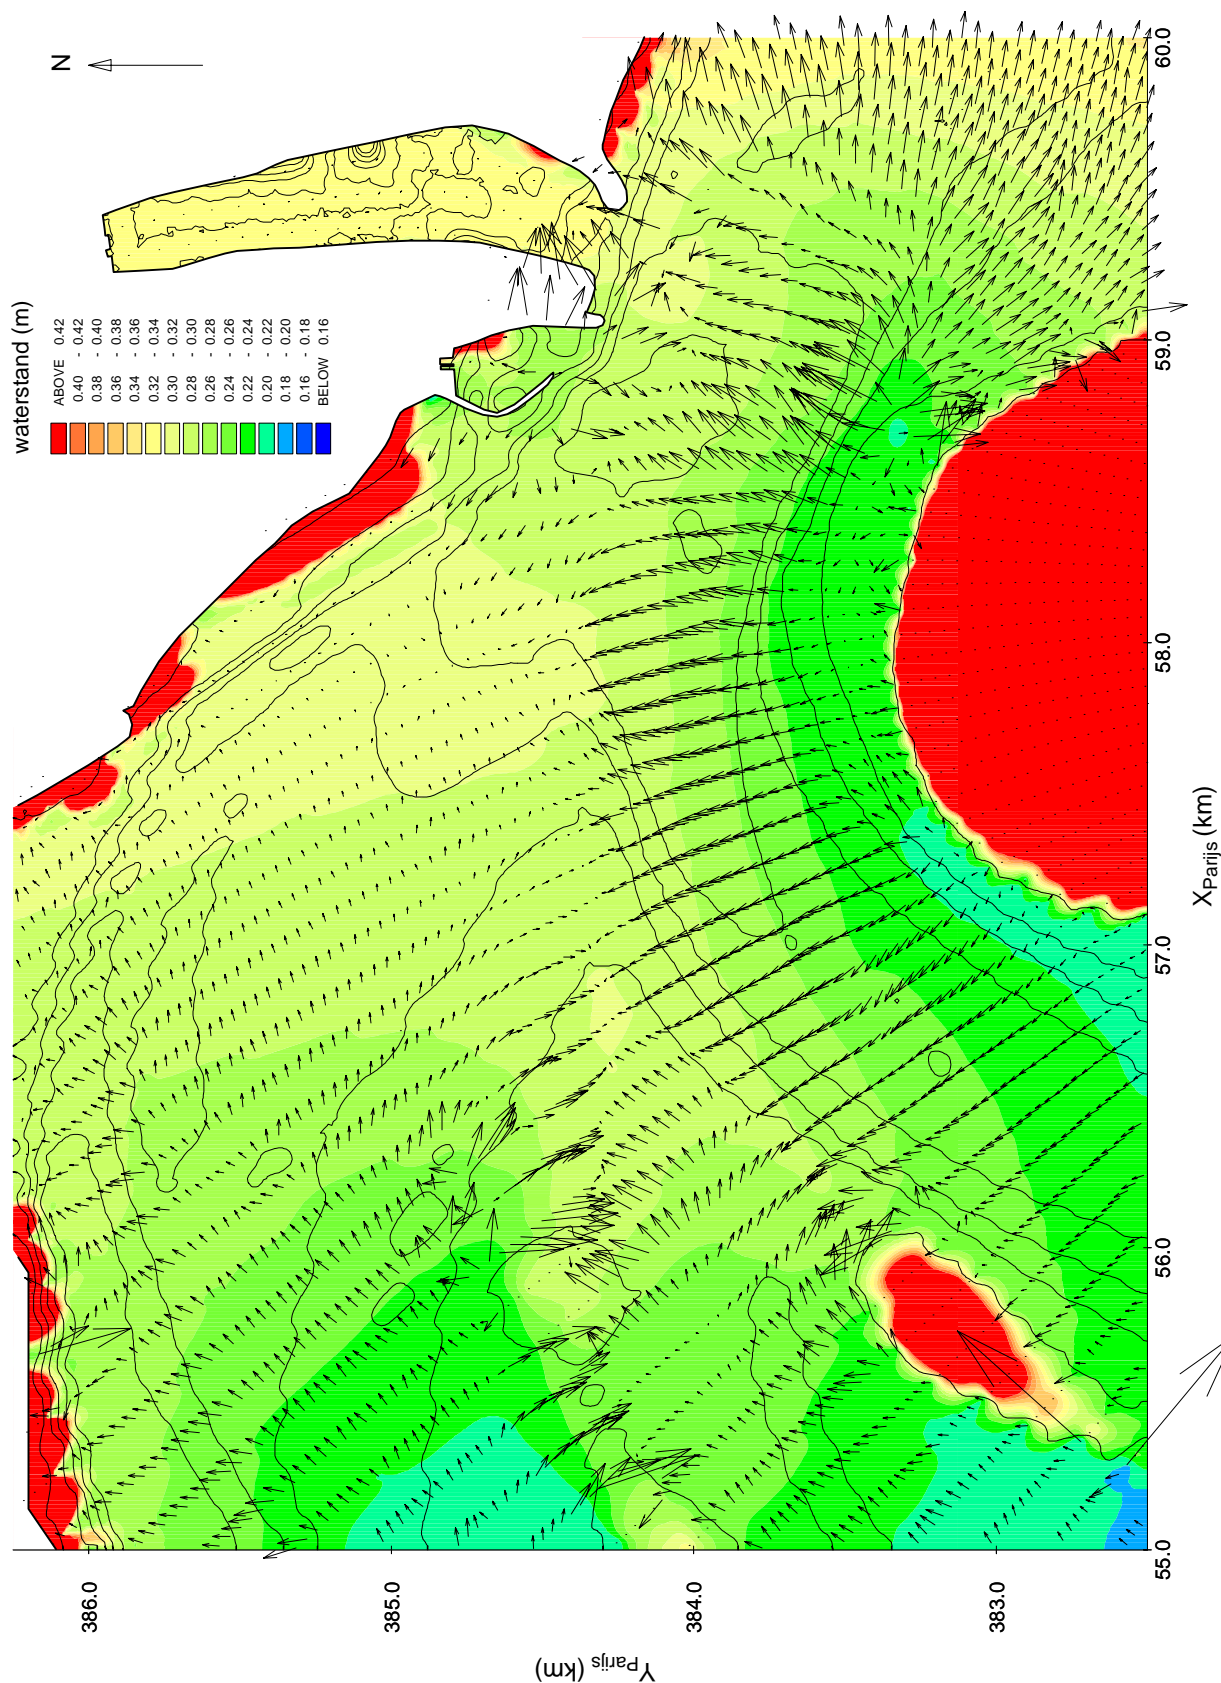 N
waterstand (m)
ABOVE 0.42
0.40 - 0.42
0.38 - 0.40
0.36 - 0.38
0.34 - 0.36
0.32 - 0.34
0.30 - 0.32
0.28 - 0.30
0.26 - 0.28
0.24 - 0.26
0.22 - 0.24
0.20 - 0.22
0.18 - 0.20
0.16 - 0.18
BELOW 0.16
386.0
385.0
384.0
383.0
Y Parijs (km)
55.0
56.0
57.0
58.0
59.0
60.0
X Parijs (km)